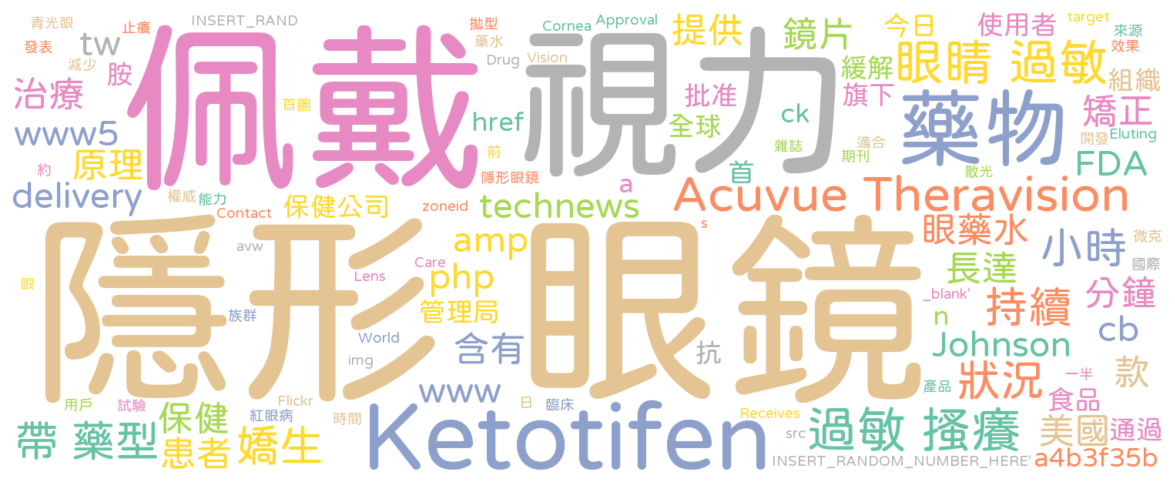 青光眼 止癢 INSERT_RAND 拋型 Cornea Approval 提供 鏡片 今日 使用者 target 來源
發表 tw 減少 藥水 Drug Vision 眼睛 過敏 效果
佩戴 視力
治療 胺 首圖 href 批准 緩解 旗下 藥物 組織 矯正
www5 全球 ck 雜誌 適合 期刊 開發 Eluting
原理 約 前 隱形眼鏡 首 散光 FDA
delivery 權威 能力 保健公司 zoneid technews a Acuvue Theravision
Contact s 眼藥水 小時 微克
隱形眼鏡
avw amp 長達 國際
眼 Lens Care php _blank' 持續 分鐘
族群 管理局 n cb
World 含有 抗 Johnson
img www 產品 狀況 一半 款
用戶 試驗 Flickr 日 臨床 Receives 食品
帶 藥型 保健 紅眼病 時間 Ketotifen src 過敏 搔癢 美國 通過
患者 嬌生 INSERT_RANDOM_NUMBER_HERE' a4b3f35b